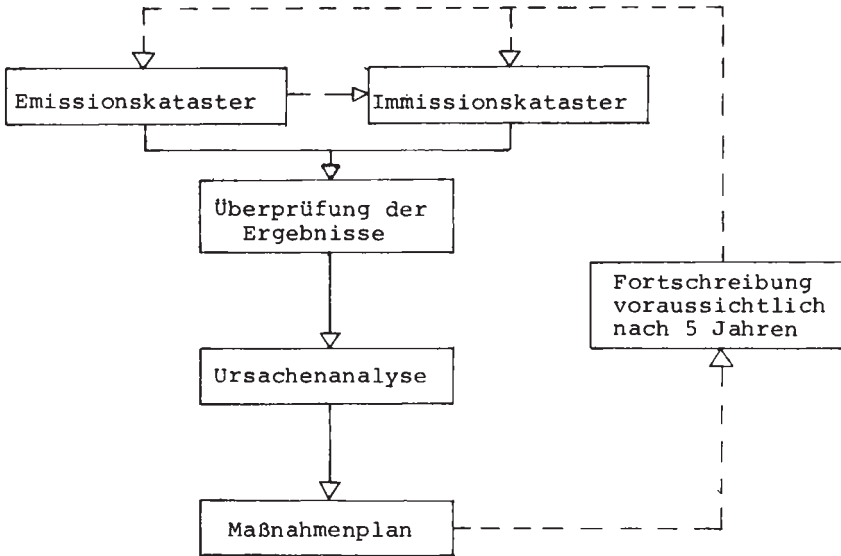 Emissionskataster
Immissionskataster
Überprüfung der
Ergebnisse
Fortschreibung
voraussichtlich
nach 5 Jahren
Ursachenanalyse
Maßnahmenplan